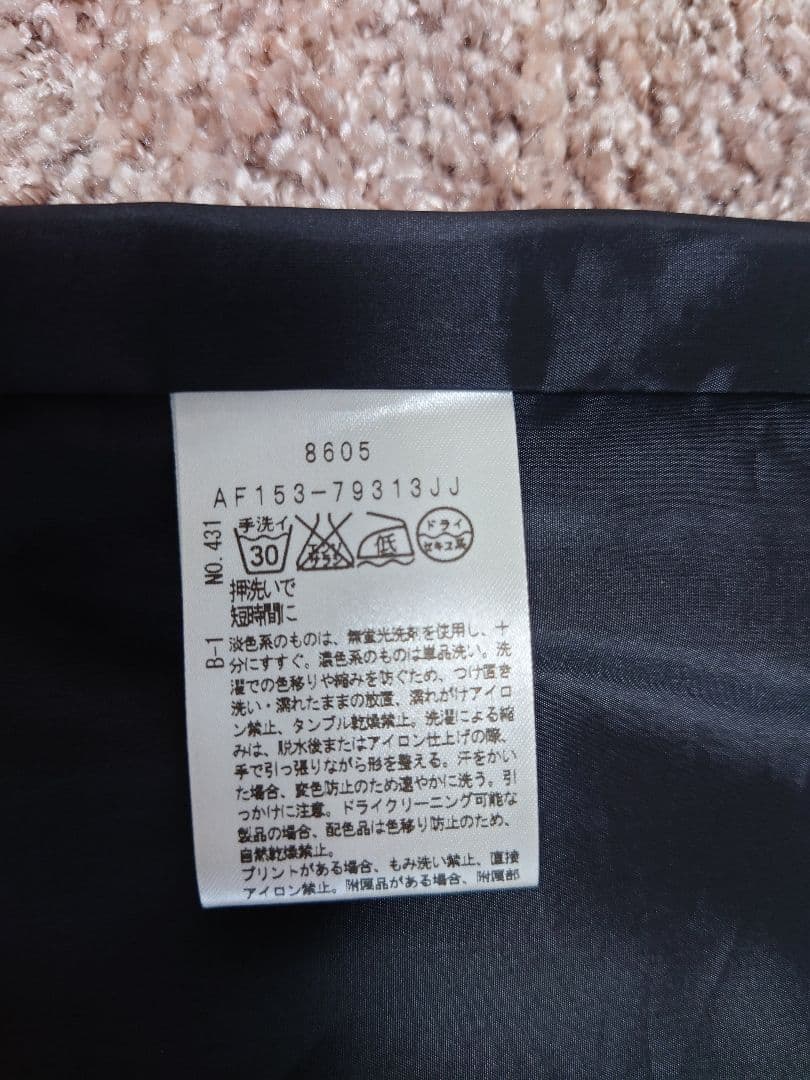 8605
AF153-79313JJ
NO.431
手洗イ
30
エンソ
サラシ
低
ドライ
セキユ系
押洗いで
短時間に
B-1
淡色系のものは、無蛍光洗剤を使用し、十
分にすすぐ。濃色系のものは単品洗い。洗
濯での色移りや縮みを防ぐため、つけ置き
洗い・濡れたままの放置、濡れがけアイロ
ン禁止、タンブル乾燥禁止。洗濯による縮
みは、脱水後またはアイロン仕上げの際、
手で引っ張りながら形を整える。汗をかい
た場合、変色防止のため速やかに洗う。引
っかけに注意。ドライクリーニング可能な
製品の場合、配色品は色移り防止のため、
自然乾燥禁止。
プリントがある場合、もみ洗い禁止、直接
アイロン禁止。附属品がある場合、附属部